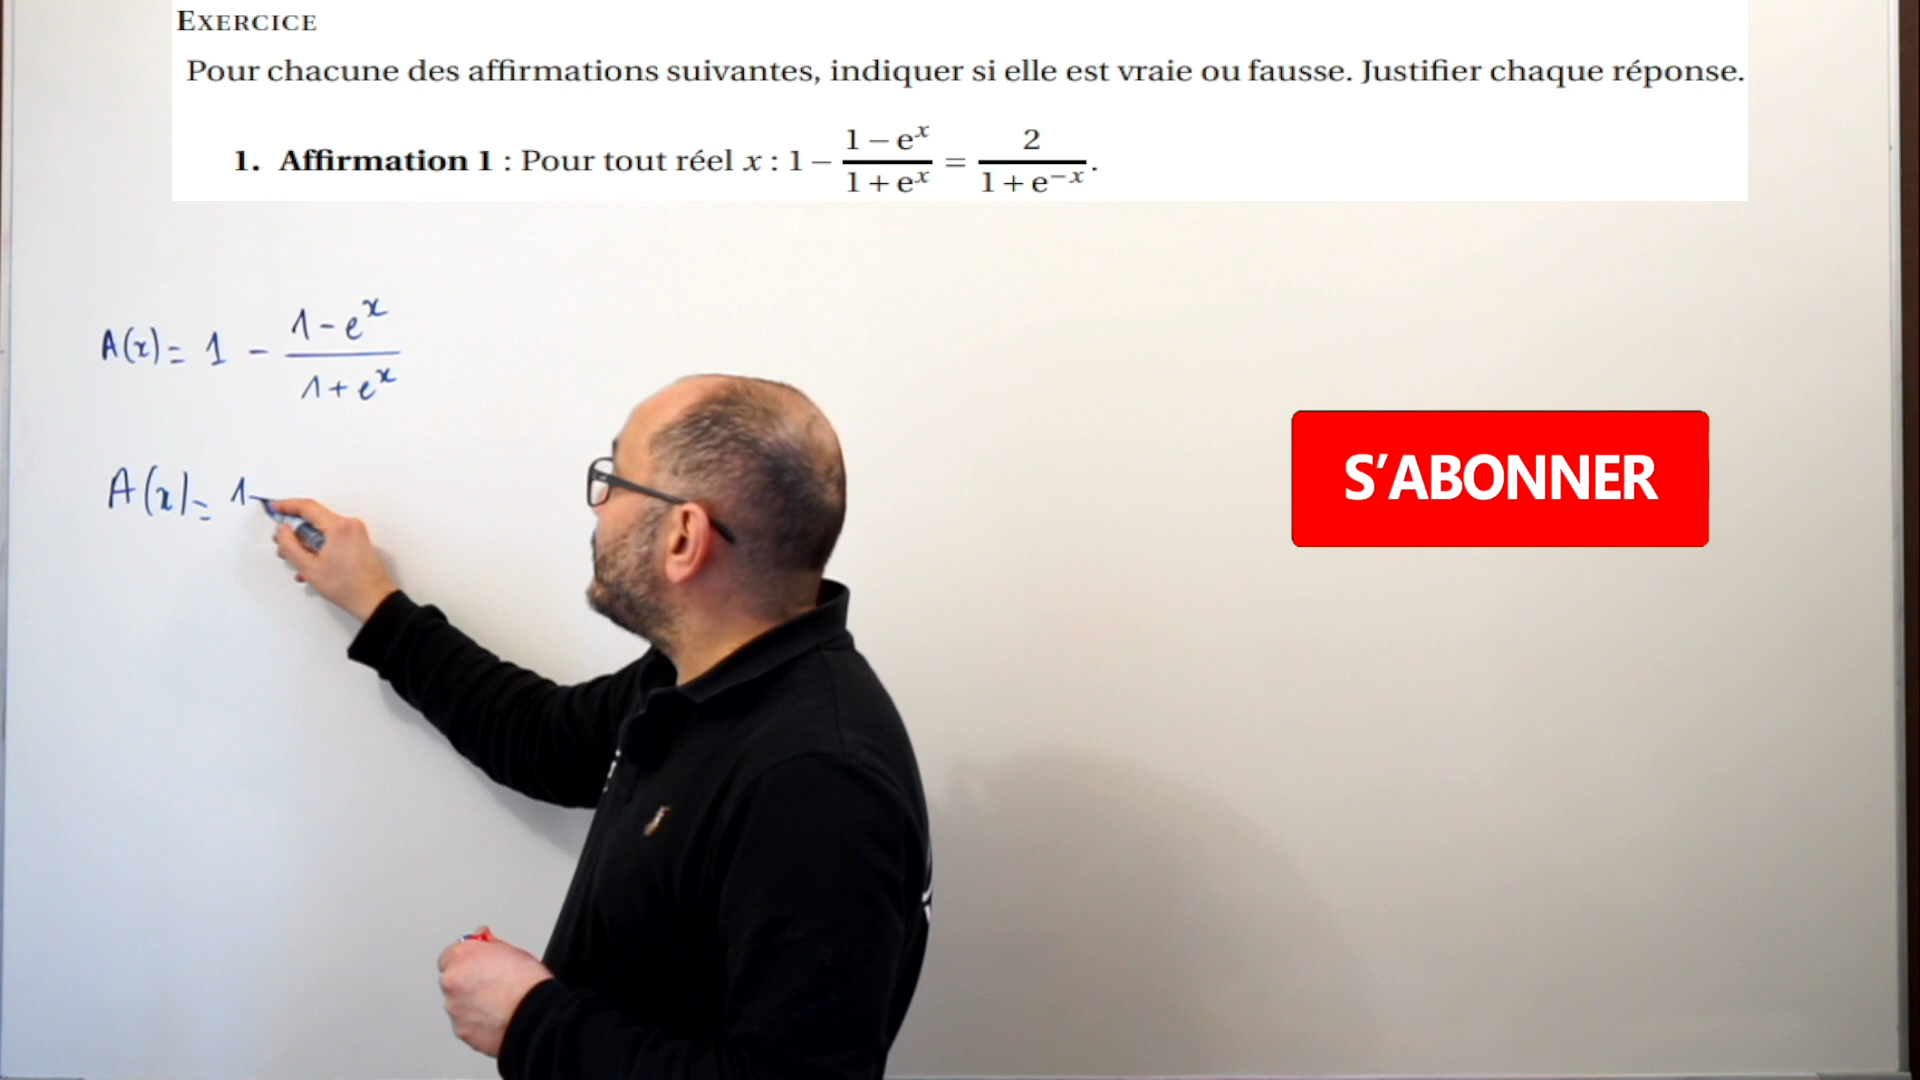 EXERCICE
Pour chacune des affirmations suivantes, indiquer si elle est vraie ou fausse. Justifier chaque réponse.
1. Affirmation 1 : Pour tout réel x : 1 − (1 − e^x)/(1 + e^x) = 2/(1 + e^−x).
A(x) = 1 − (1 − e^x)/(1 + e^x)
A(x) = 1 −
S'ABONNER